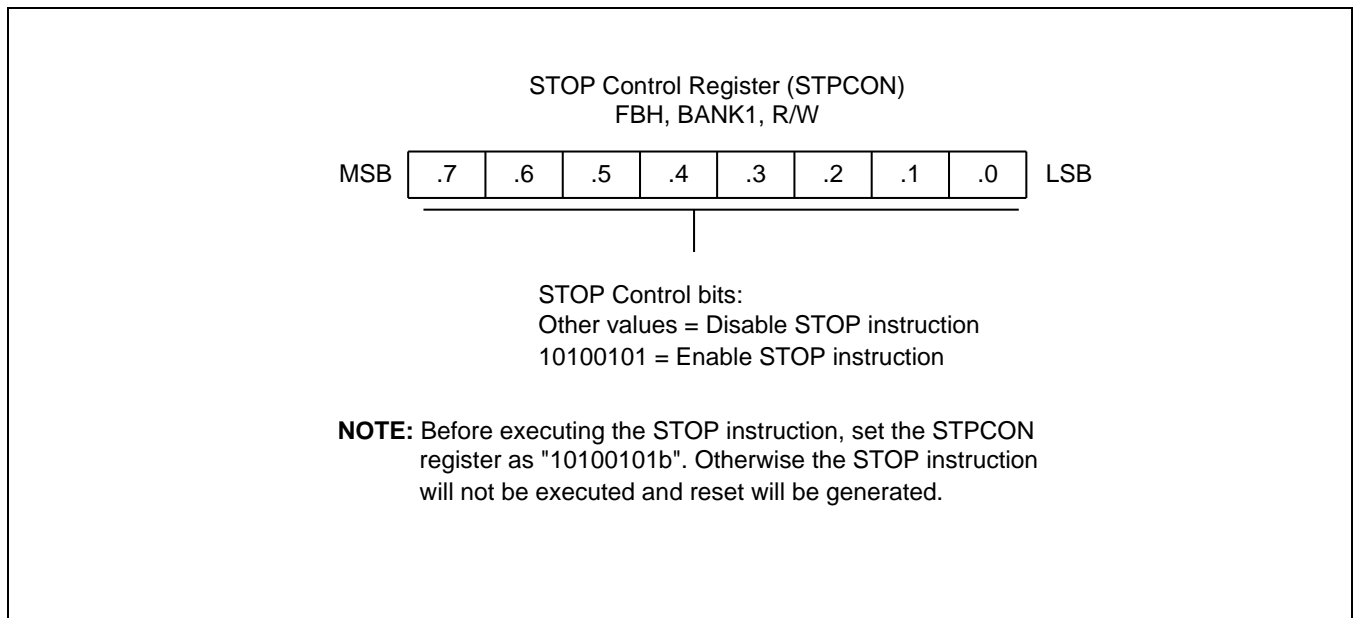 STOP Control Register (STPCON)
FBH, BANK1, R/W
MSB .7 .6 .5 .4 .3 .2 .1 .0 LSB
STOP Control bits:
Other values = Disable STOP instruction
10100101 = Enable STOP instruction
NOTE: Before executing the STOP instruction, set the STPCON
register as "10100101b". Otherwise the STOP instruction
will not be executed and reset will be generated.